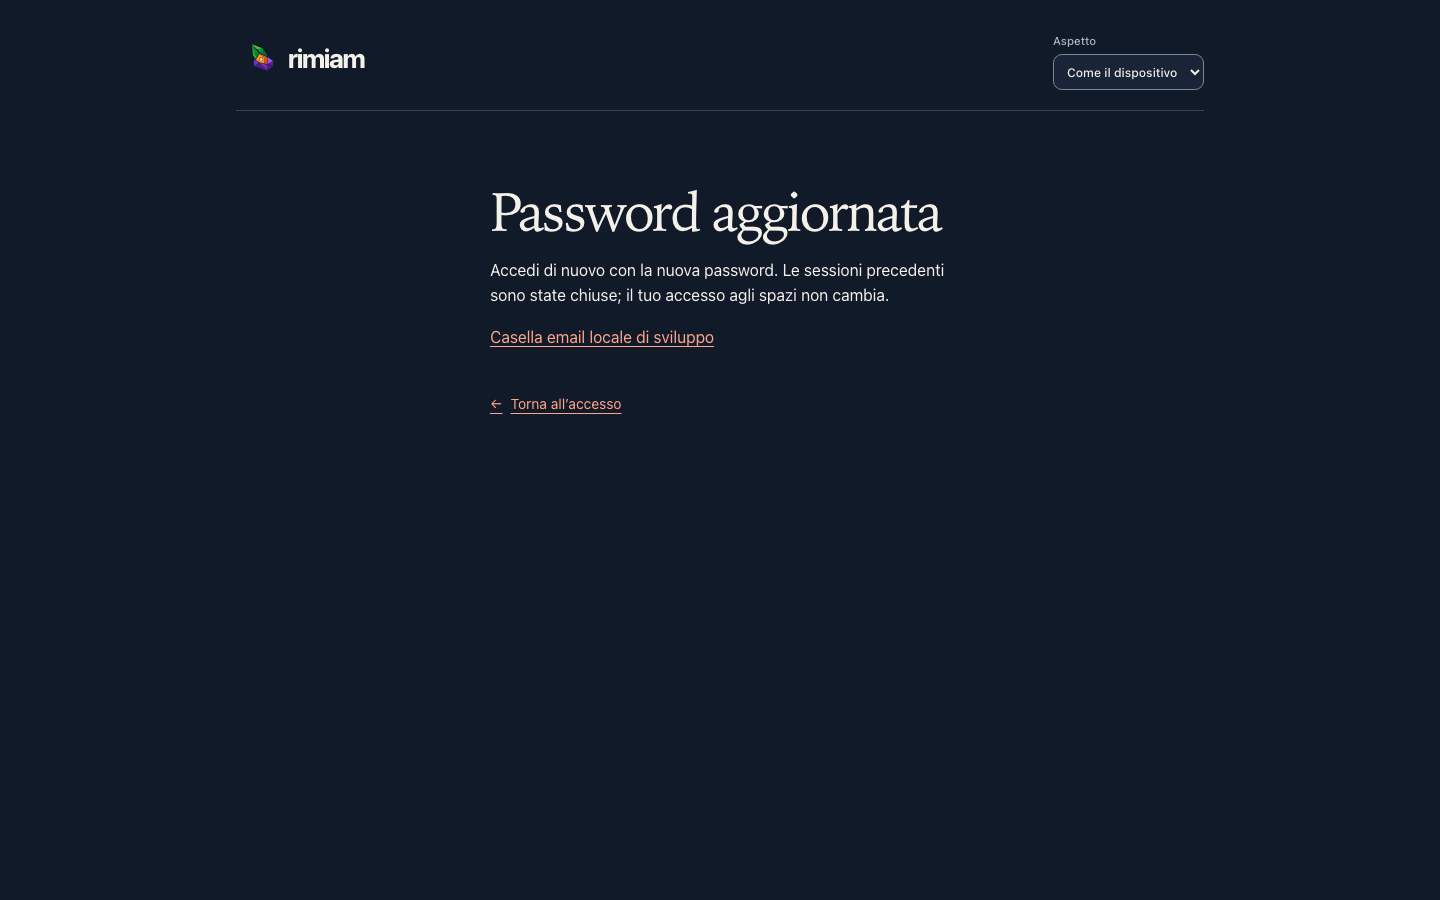 rimiam
Aspetto
Come il dispositivo
Password aggiornata
Accedi di nuovo con la nuova password. Le sessioni precedenti
sono state chiuse; il tuo accesso agli spazi non cambia.
Casella email locale di sviluppo
← Torna all’accesso